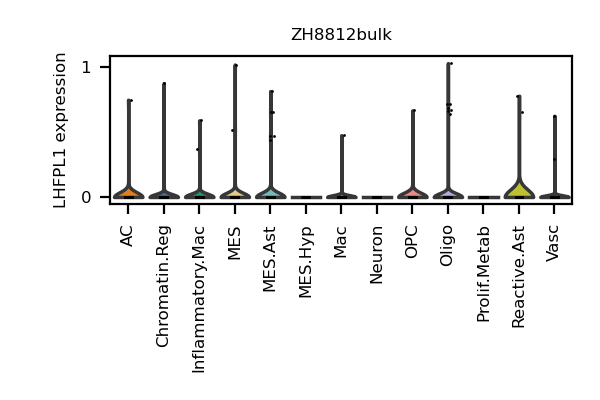 ZH8812bulk
LHFPL1 expression
1
0
AC
Chromatin.Reg
Inflammatory.Mac
MES
MES.Ast
MES.Hyp
Mac
Neuron
OPC
Oligo
Prolif.Metab
Reactive.Ast
Vasc